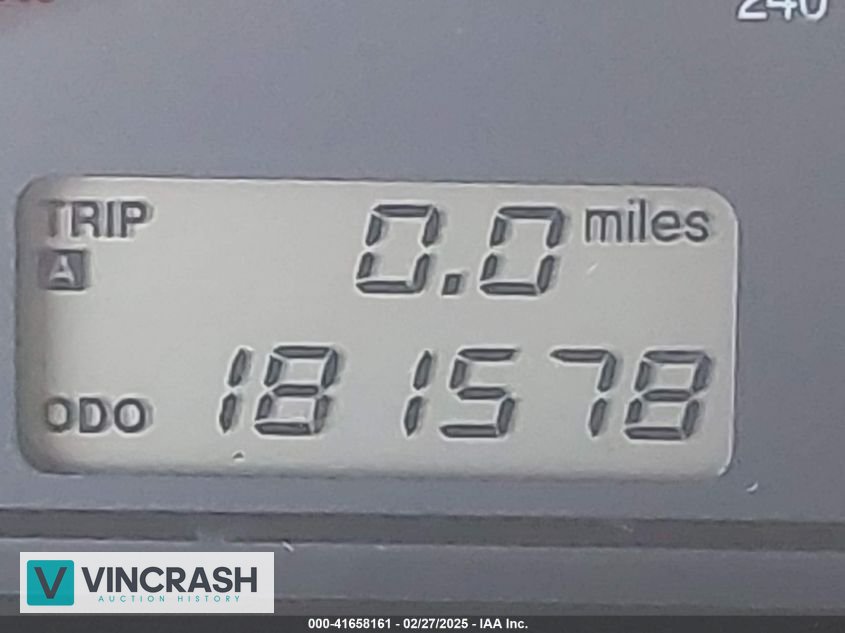 240
TRIP 0.0 miles
A
ODO 181578
VINCRASH
AUCTION HISTORY
000-41658161 - 02/27/2025 - IAA Inc.